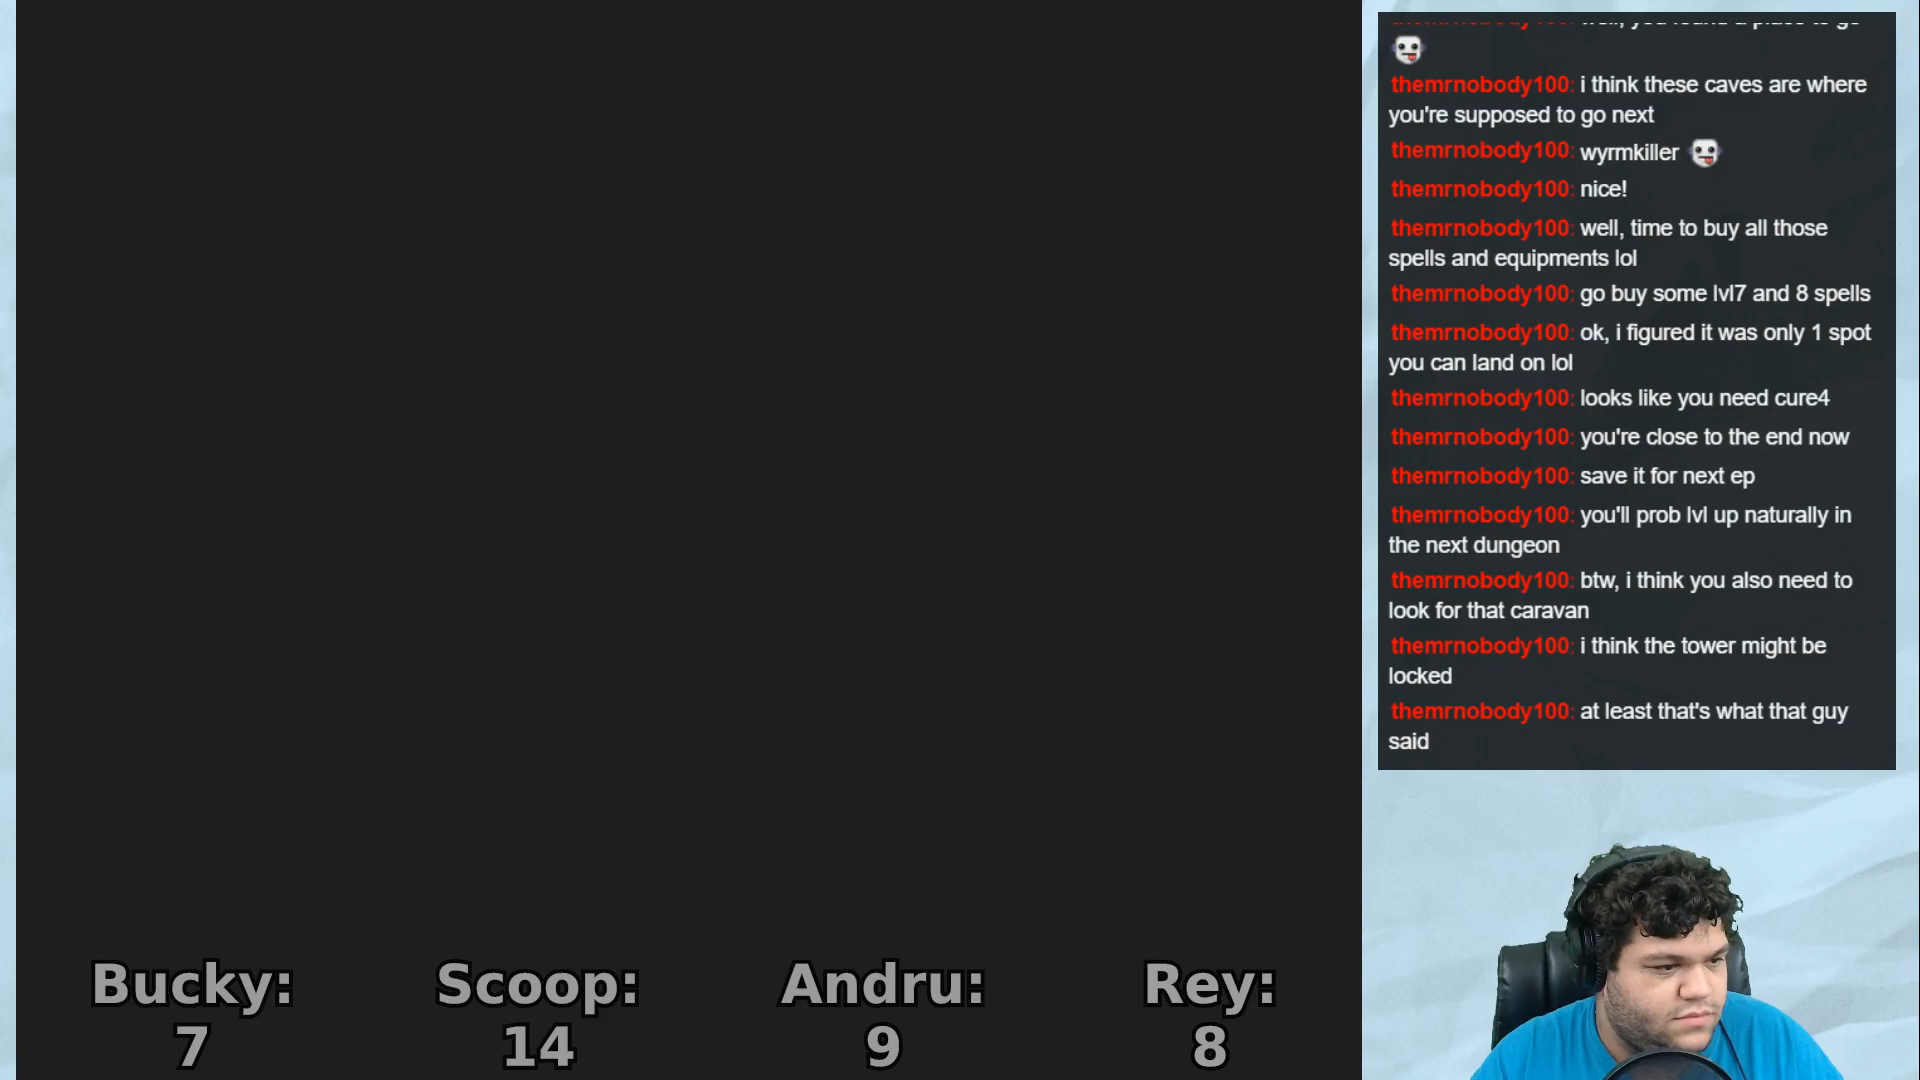 themrnobody100: i think these caves are where
you're supposed to go next
themrnobody100: wyrmkiller
themrnobody100: nice!
themrnobody100: well, time to buy all those
spells and equipments lol
themrnobody100: go buy some lvl7 and 8 spells
themrnobody100: ok, i figured it was only 1 spot
you can land on lol
themrnobody100: looks like you need cure4
themrnobody100: you're close to the end now
themrnobody100: save it for next ep
themrnobody100: you'll prob lvl up naturally in
the next dungeon
themrnobody100: btw, i think you also need to
look for that caravan
themrnobody100: i think the tower might be
locked
themrnobody100: at least that's what that guy
said
Bucky: Scoop: Andru: Rey:
7 14 9 8